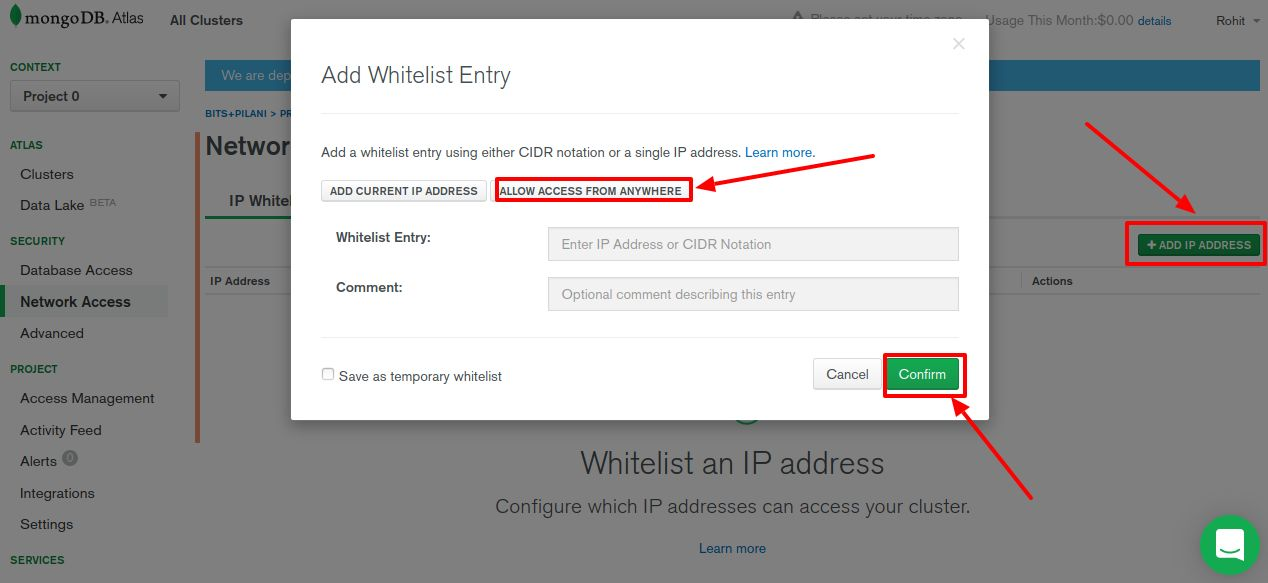 mongoDB. Atlas
All Clusters
Please set your time zone
Usage This Month:$0.00 details
Rohit
CONTEXT
Project 0
ATLAS
Clusters
Data Lake BETA
SECURITY
Database Access
Network Access
Advanced
PROJECT
Access Management
Activity Feed
Alerts 0
Integrations
Settings
SERVICES
We are dep
BITS+PILANI > PR
Networ
IP Whitel
+ ADD IP ADDRESS
IP Address
Actions
Add Whitelist Entry
Add a whitelist entry using either CIDR notation or a single IP address. Learn more.
ADD CURRENT IP ADDRESS
ALLOW ACCESS FROM ANYWHERE
Whitelist Entry:
Enter IP Address or CIDR Notation
Comment:
Optional comment describing this entry
Save as temporary whitelist
Cancel
Confirm
Whitelist an IP address
Configure which IP addresses can access your cluster.
Learn more